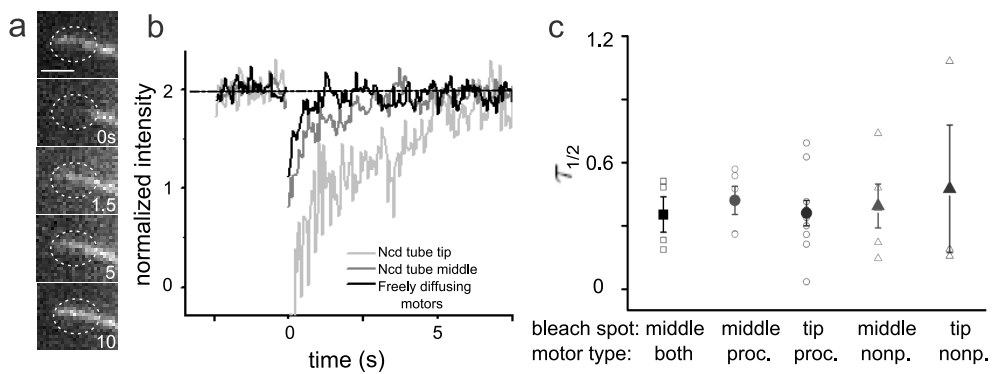 a
0s
1.5
5
10
b
normalized intensity
2
1
0
Ncd tube tip
Ncd tube middle
Freely diffusing
motors
0
5
time (s)
c
1.2
0.6
0
τ1/2
bleach spot: middle middle tip middle tip
motor type: both proc. proc. nonp. nonp.